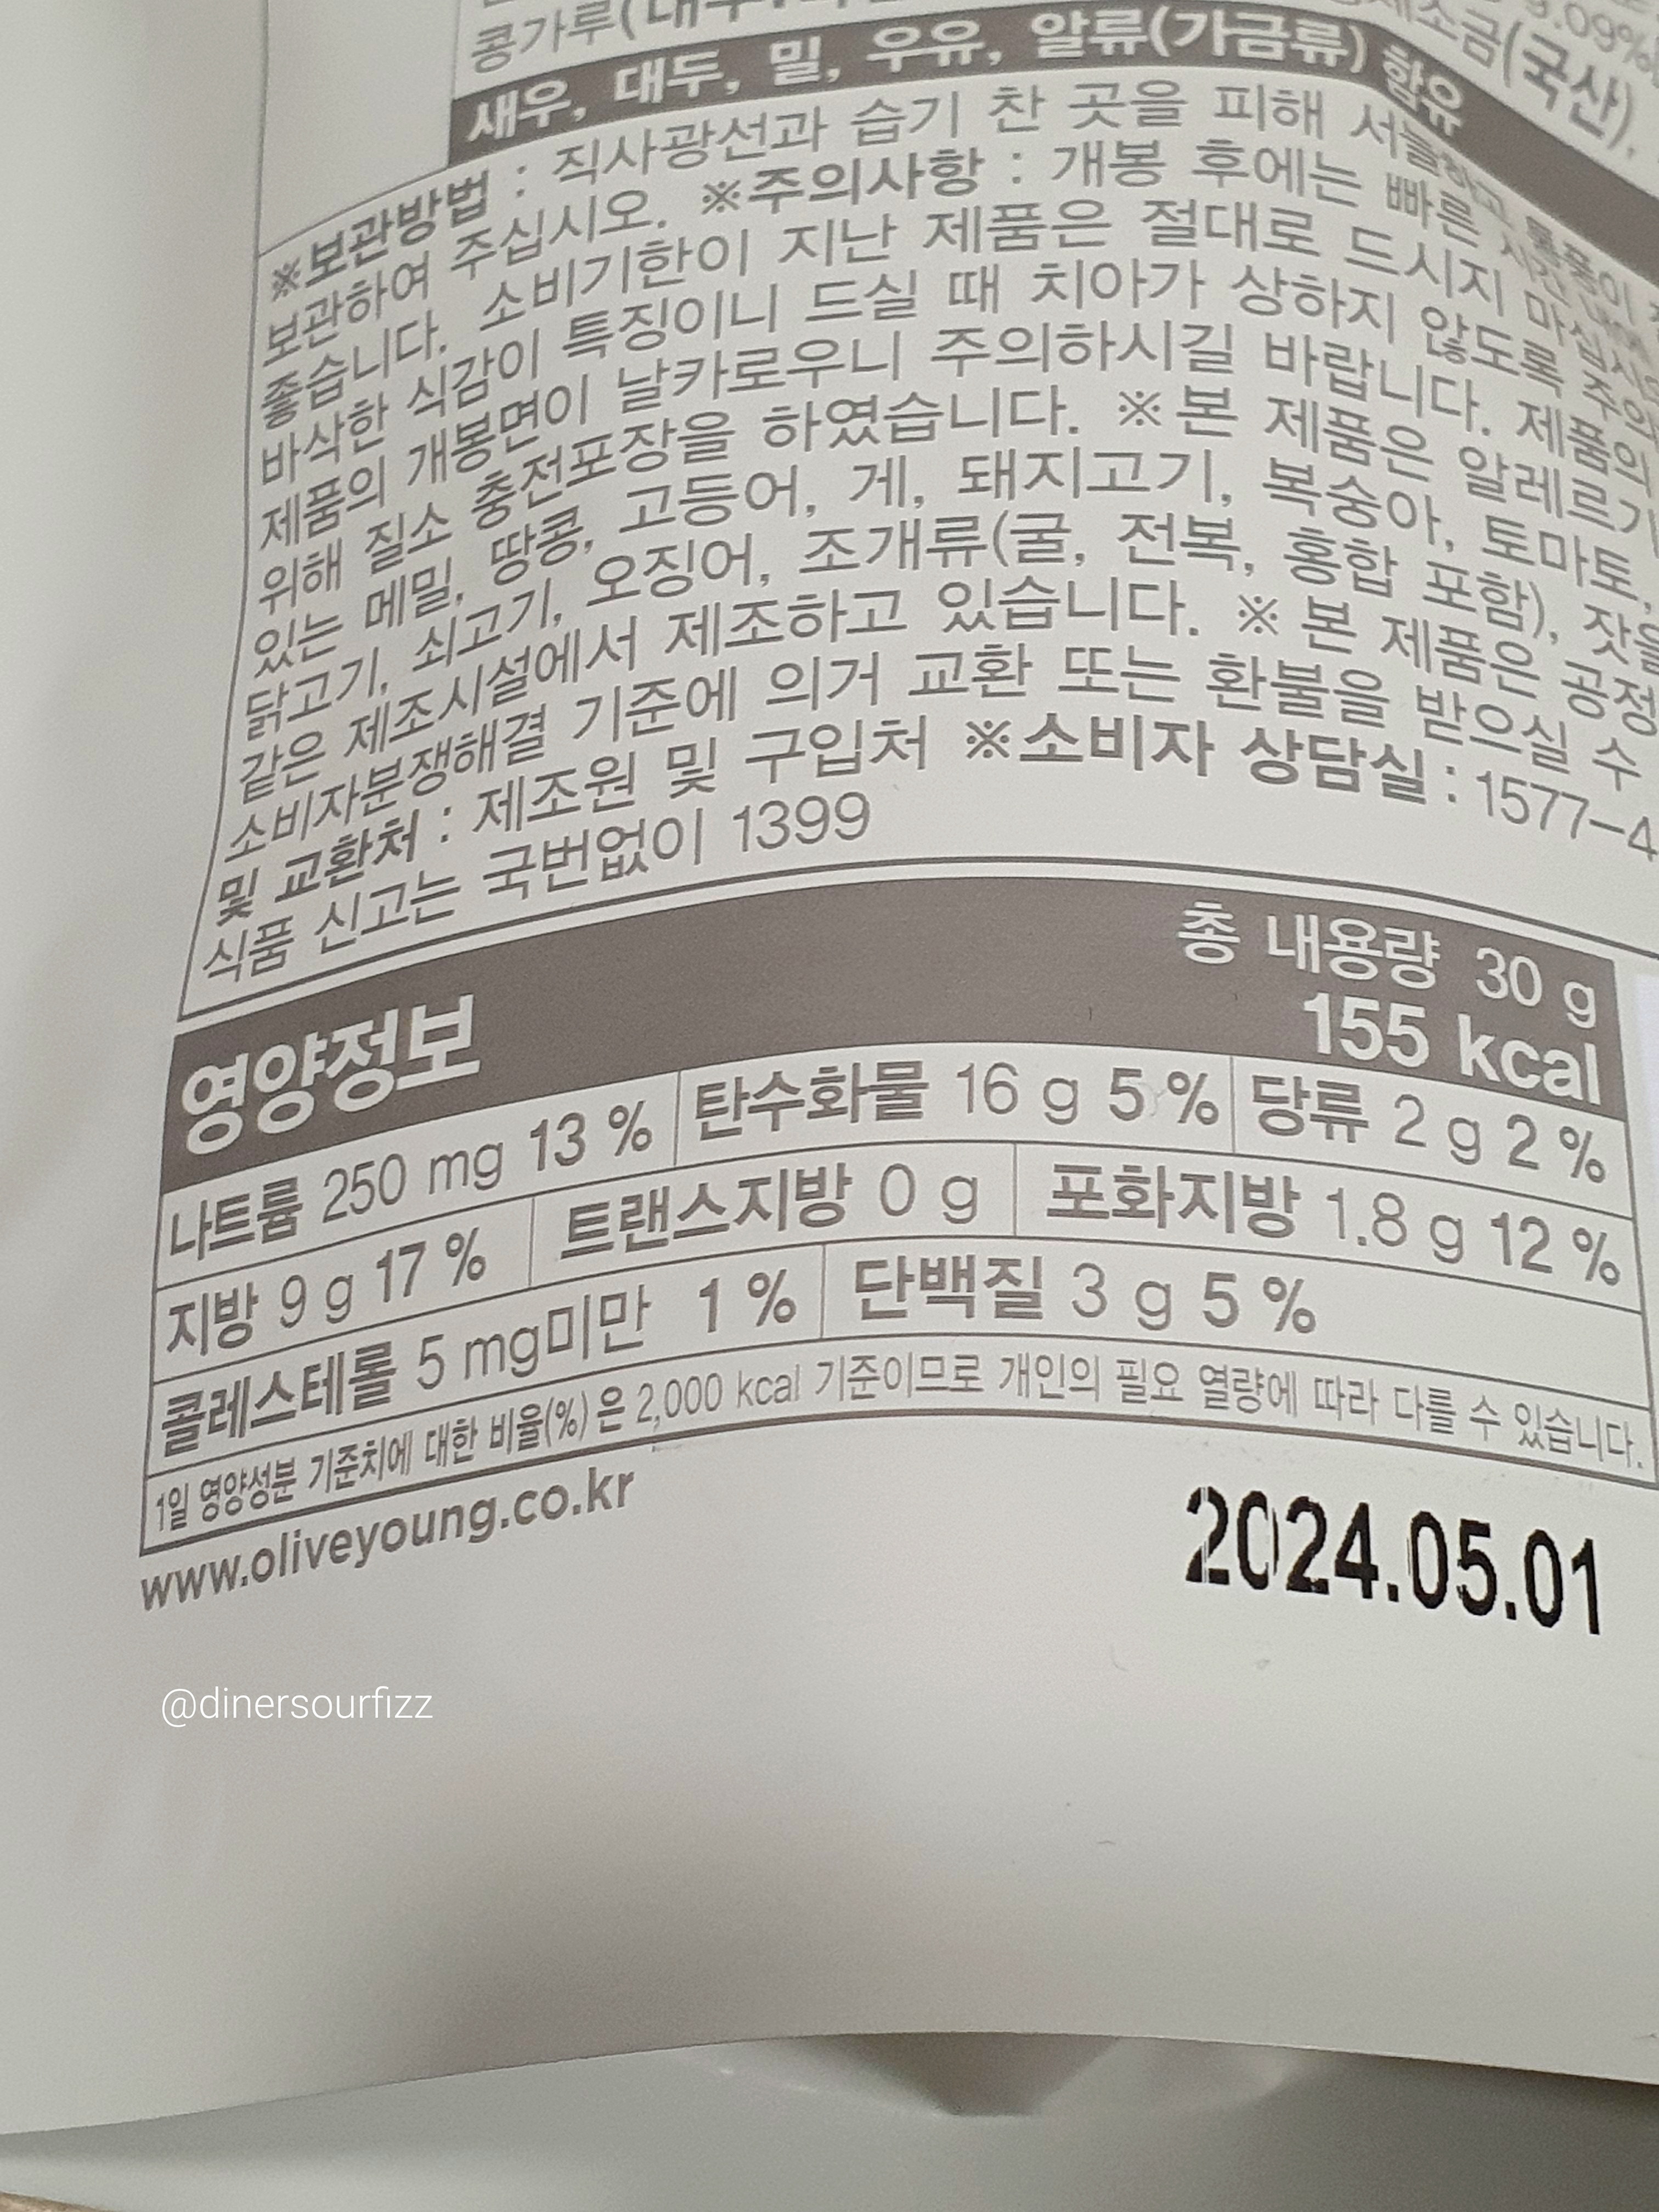 콩가루(대두
9.09%
재소금(국산),
새우, 대두, 밀, 우유, 알류(가금류) 함유
※보관방법 : 직사광선과 습기 찬 곳을 피해 서늘하고 통풍이
보관하여 주십시오. ※주의사항 : 개봉 후에는 빠른 시간 내에
좋습니다. 소비기한이 지난 제품은 절대로 드시지 마십시오
바삭한 식감이 특징이니 드실 때 치아가 상하지 않도록 주의
제품의 개봉면이 날카로우니 주의하시길 바랍니다. 제품의
위해 질소 충전포장을 하였습니다. ※본 제품은 알레르기
있는 메밀, 땅콩, 고등어, 게, 돼지고기, 복숭아, 토마토,
닭고기, 쇠고기, 오징어, 조개류(굴, 전복, 홍합 포함), 잣을
같은 제조시설에서 제조하고 있습니다. ※본 제품은 공정
소비자분쟁해결 기준에 의거 교환 또는 환불을 받으실 수
및 교환처 : 제조원 및 구입처 ※소비자 상담실 : 1577-4
식품 신고는 국번없이 1399
영양정보
총 내용량 30 g
155 kcal
나트륨 250 mg 13 % 탄수화물 16 g 5 % 당류 2 g 2 %
지방 9 g 17 % 트랜스지방 0 g 포화지방 1.8 g 12 %
콜레스테롤 5 mg미만 1 % 단백질 3 g 5 %
1일 영양성분 기준치에 대한 비율(%)은 2,000 kcal 기준이므로 개인의 필요 열량에 따라 다를 수 있습니다.
www.oliveyoung.co.kr
2024.05.01
@dinersourfizz